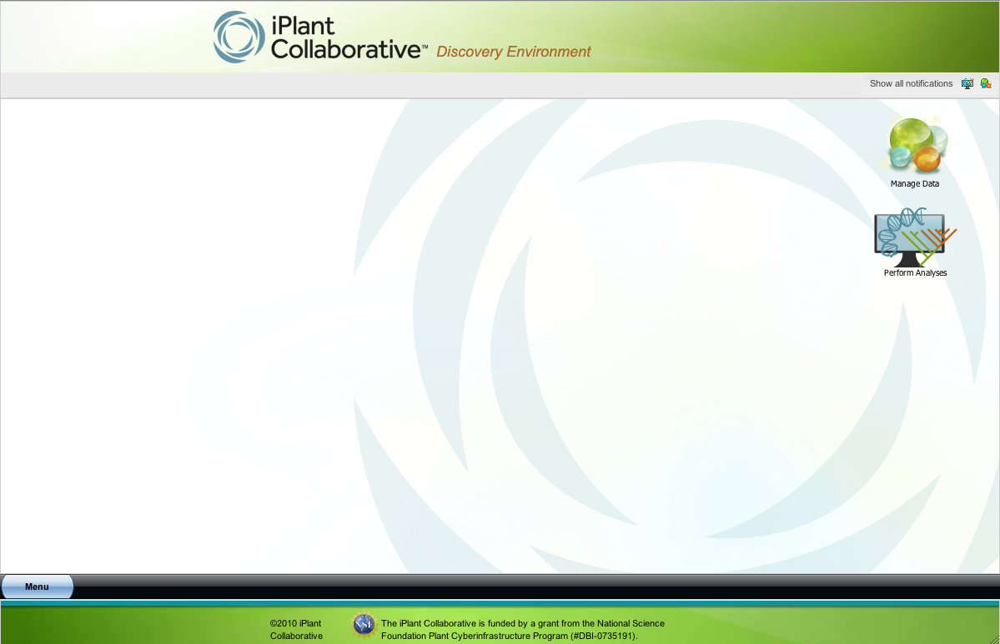 iPlant
Collaborative™ Discovery Environment
Show all notifications
Manage Data
Perform Analyses
Menu
©2010 iPlant
Collaborative
NSF
The iPlant Collaborative is funded by a grant from the National Science
Foundation Plant Cyberinfrastructure Program (#DBI-0735191).